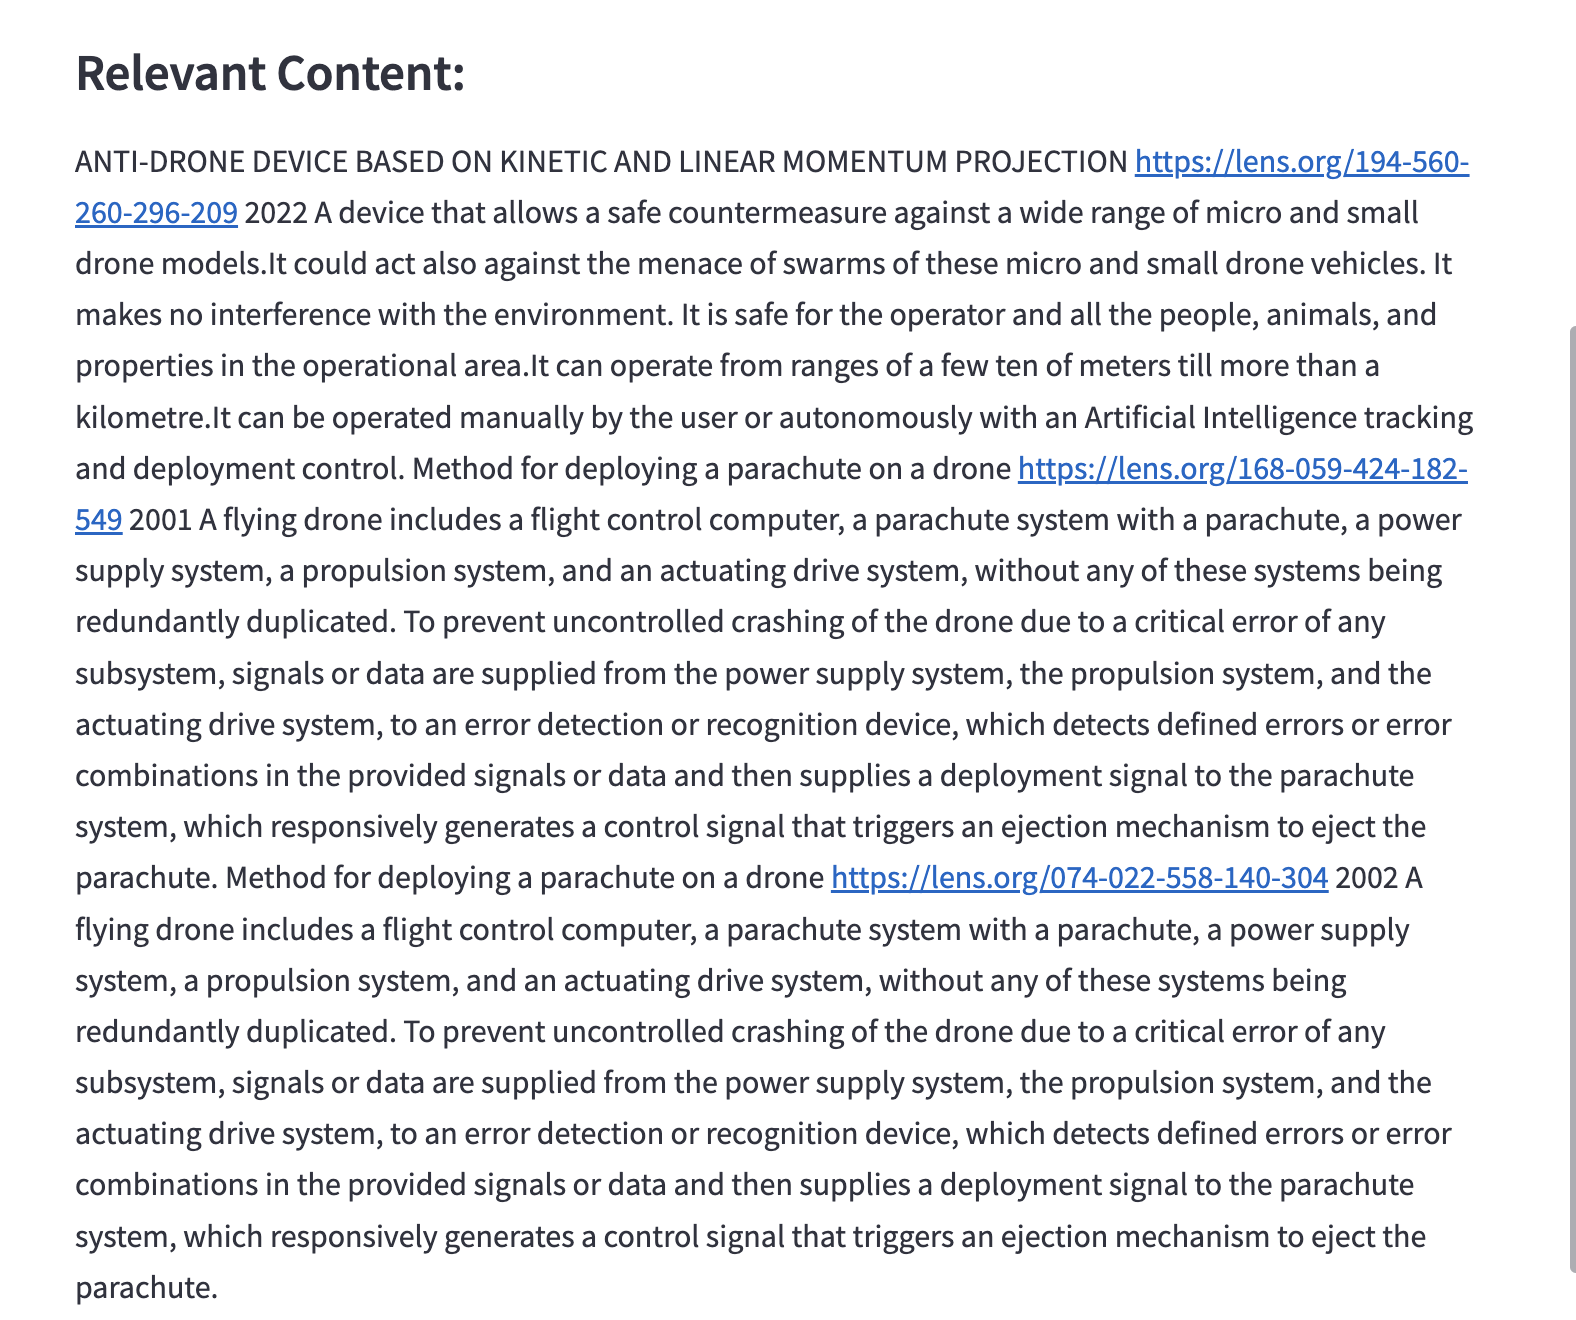 Relevant Content:
ANTI-DRONE DEVICE BASED ON KINETIC AND LINEAR MOMENTUM PROJECTION https://lens.org/194-560-
260-296-209 2022 A device that allows a safe countermeasure against a wide range of micro and small
drone models.It could act also against the menace of swarms of these micro and small drone vehicles. It
makes no interference with the environment. It is safe for the operator and all the people, animals, and
properties in the operational area.It can operate from ranges of a few ten of meters till more than a
kilometre.It can be operated manually by the user or autonomously with an Artificial Intelligence tracking
and deployment control. Method for deploying a parachute on a drone https://lens.org/168-059-424-182-
549 2001 A flying drone includes a flight control computer, a parachute system with a parachute, a power
supply system, a propulsion system, and an actuating drive system, without any of these systems being
redundantly duplicated. To prevent uncontrolled crashing of the drone due to a critical error of any
subsystem, signals or data are supplied from the power supply system, the propulsion system, and the
actuating drive system, to an error detection or recognition device, which detects defined errors or error
combinations in the provided signals or data and then supplies a deployment signal to the parachute
system, which responsively generates a control signal that triggers an ejection mechanism to eject the
parachute. Method for deploying a parachute on a drone https://lens.org/074-022-558-140-304 2002 A
flying drone includes a flight control computer, a parachute system with a parachute, a power supply
system, a propulsion system, and an actuating drive system, without any of these systems being
redundantly duplicated. To prevent uncontrolled crashing of the drone due to a critical error of any
subsystem, signals or data are supplied from the power supply system, the propulsion system, and the
actuating drive system, to an error detection or recognition device, which detects defined errors or error
combinations in the provided signals or data and then supplies a deployment signal to the parachute
system, which responsively generates a control signal that triggers an ejection mechanism to eject the
parachute.